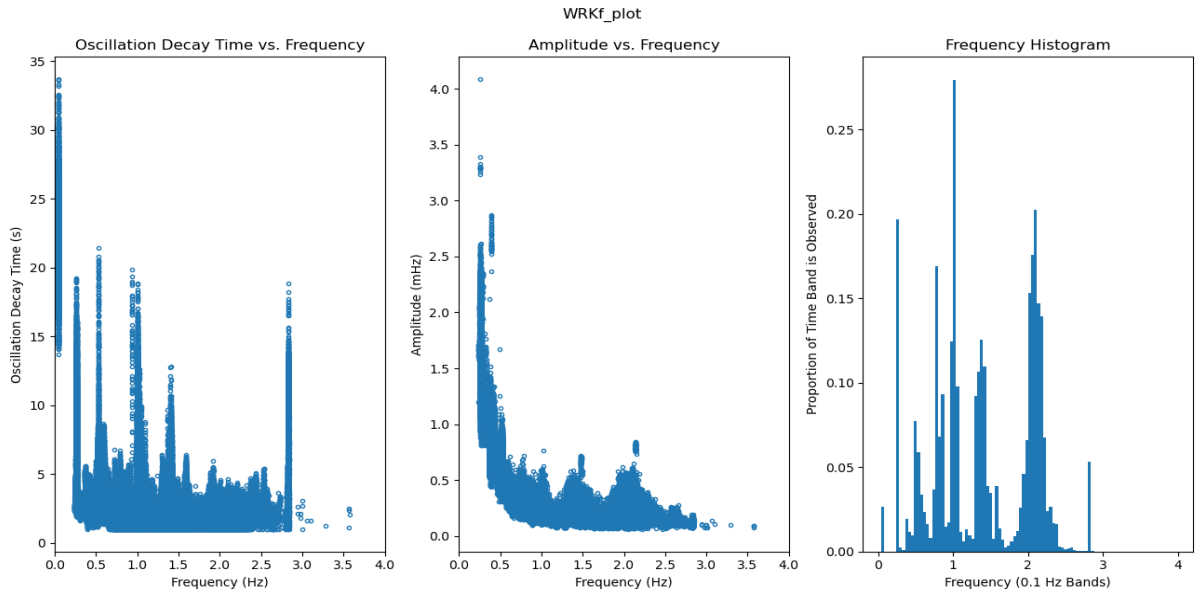 WRKf_plot
Oscillation Decay Time vs. Frequency
Oscillation Decay Time (s)
35
30
25
20
15
10
5
0
0.0 0.5 1.0 1.5 2.0 2.5 3.0 3.5 4.0
Frequency (Hz)
Amplitude vs. Frequency
Amplitude (mHz)
4.0
3.5
3.0
2.5
2.0
1.5
1.0
0.5
0.0
0.0 0.5 1.0 1.5 2.0 2.5 3.0 3.5 4.0
Frequency (Hz)
Frequency Histogram
Proportion of Time Band is Observed
0.25
0.20
0.15
0.10
0.05
0.00
0 1 2 3 4
Frequency (0.1 Hz Bands)